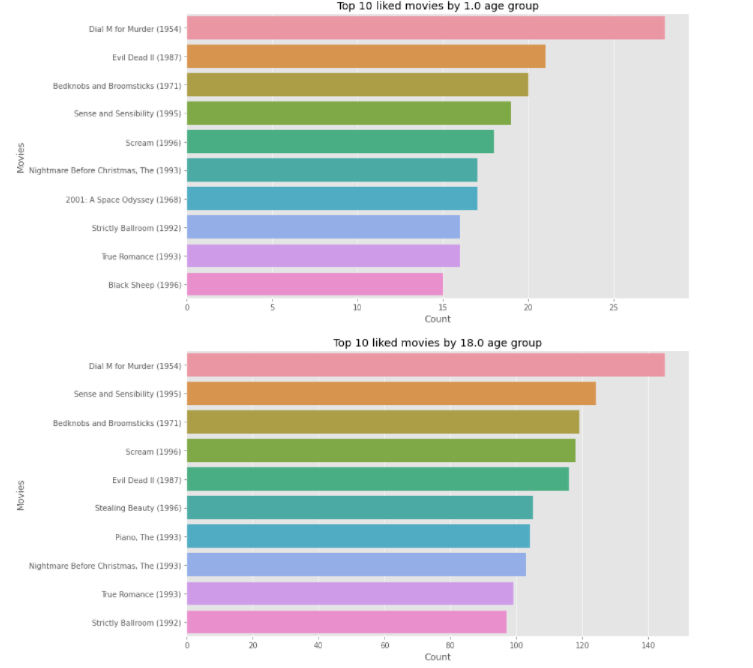 Top 10 liked movies by 1.0 age group
Movies
Dial M for Murder (1954)
Evil Dead II (1987)
Bedknobs and Broomsticks (1971)
Sense and Sensibility (1995)
Scream (1996)
Nightmare Before Christmas, The (1993)
2001: A Space Odyssey (1968)
Strictly Ballroom (1992)
True Romance (1993)
Black Sheep (1996)
0 5 10 15 20 25
Count
Top 10 liked movies by 18.0 age group
Movies
Dial M for Murder (1954)
Sense and Sensibility (1995)
Bedknobs and Broomsticks (1971)
Scream (1996)
Evil Dead II (1987)
Stealing Beauty (1996)
Piano, The (1993)
Nightmare Before Christmas, The (1993)
True Romance (1993)
Strictly Ballroom (1992)
0 20 40 60 80 100 120 140
Count